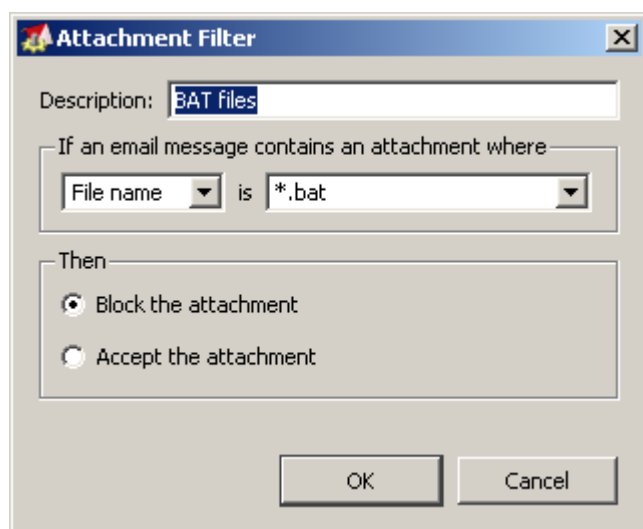 Attachment Filter
Description: BAT files
If an email message contains an attachment where
File name is *.bat
Then
Block the attachment
Accept the attachment
OK Cancel